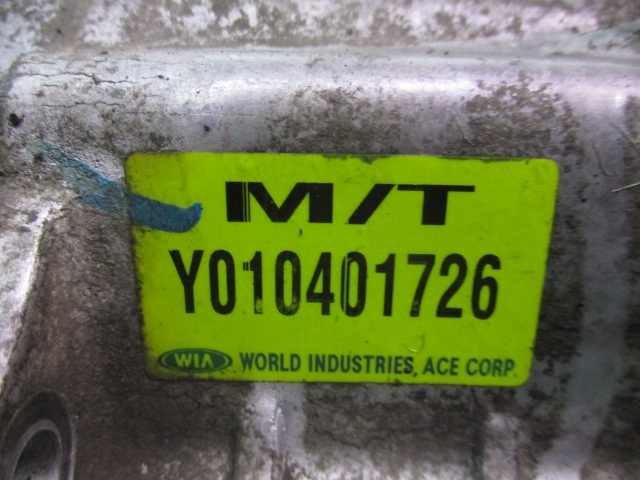 M/T
Y010401726
WIA WORLD INDUSTRIES, ACE CORP.